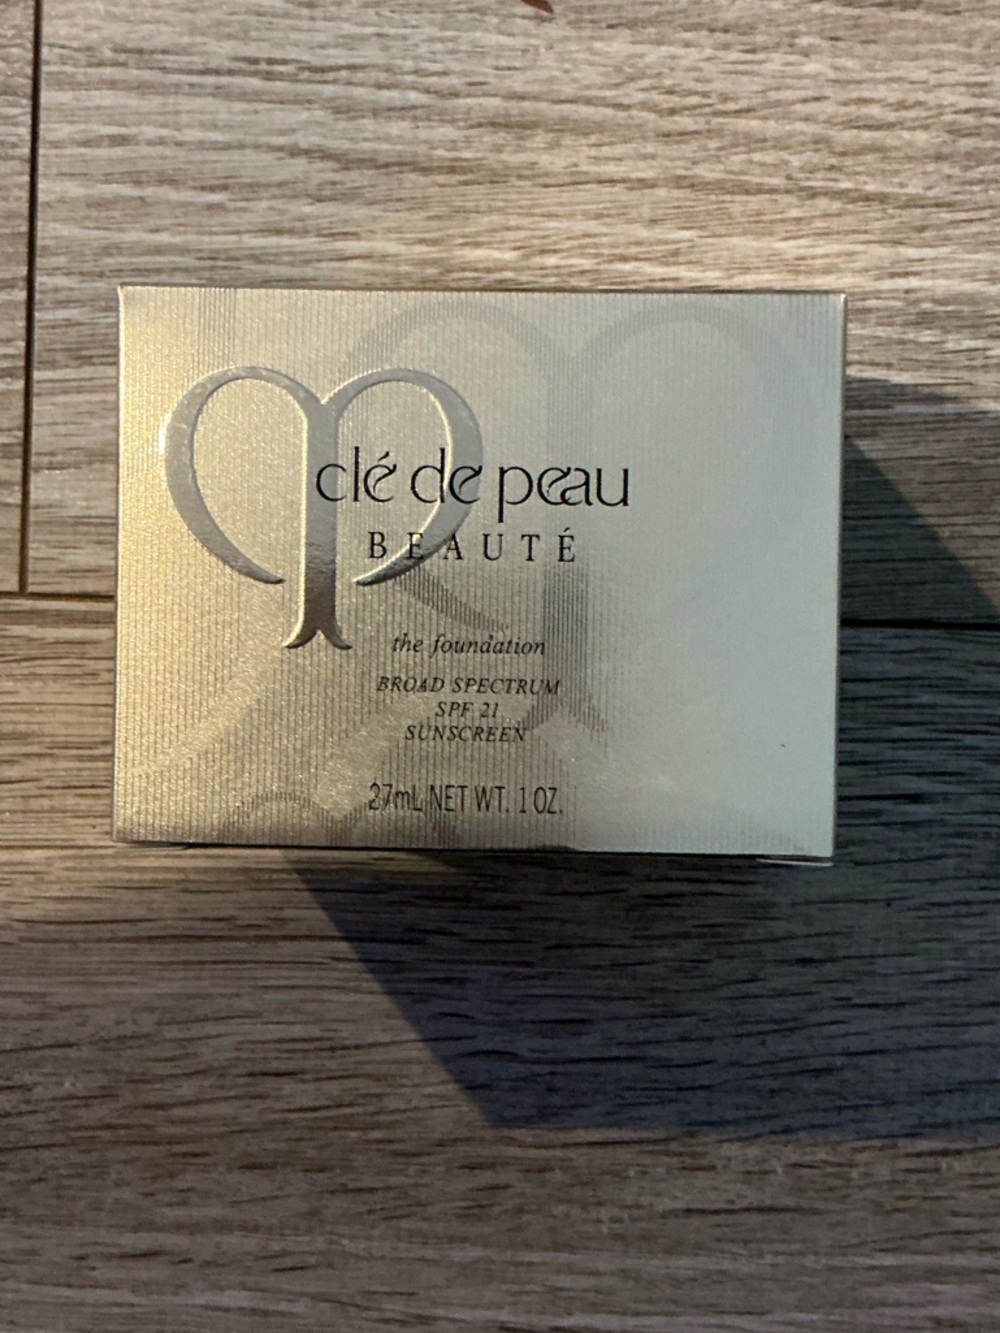 clé de peau
BEAUTÉ
the foundation
BROAD SPECTRUM
SPF 21
SUNSCREEN
27mL NET WT. 1 OZ.